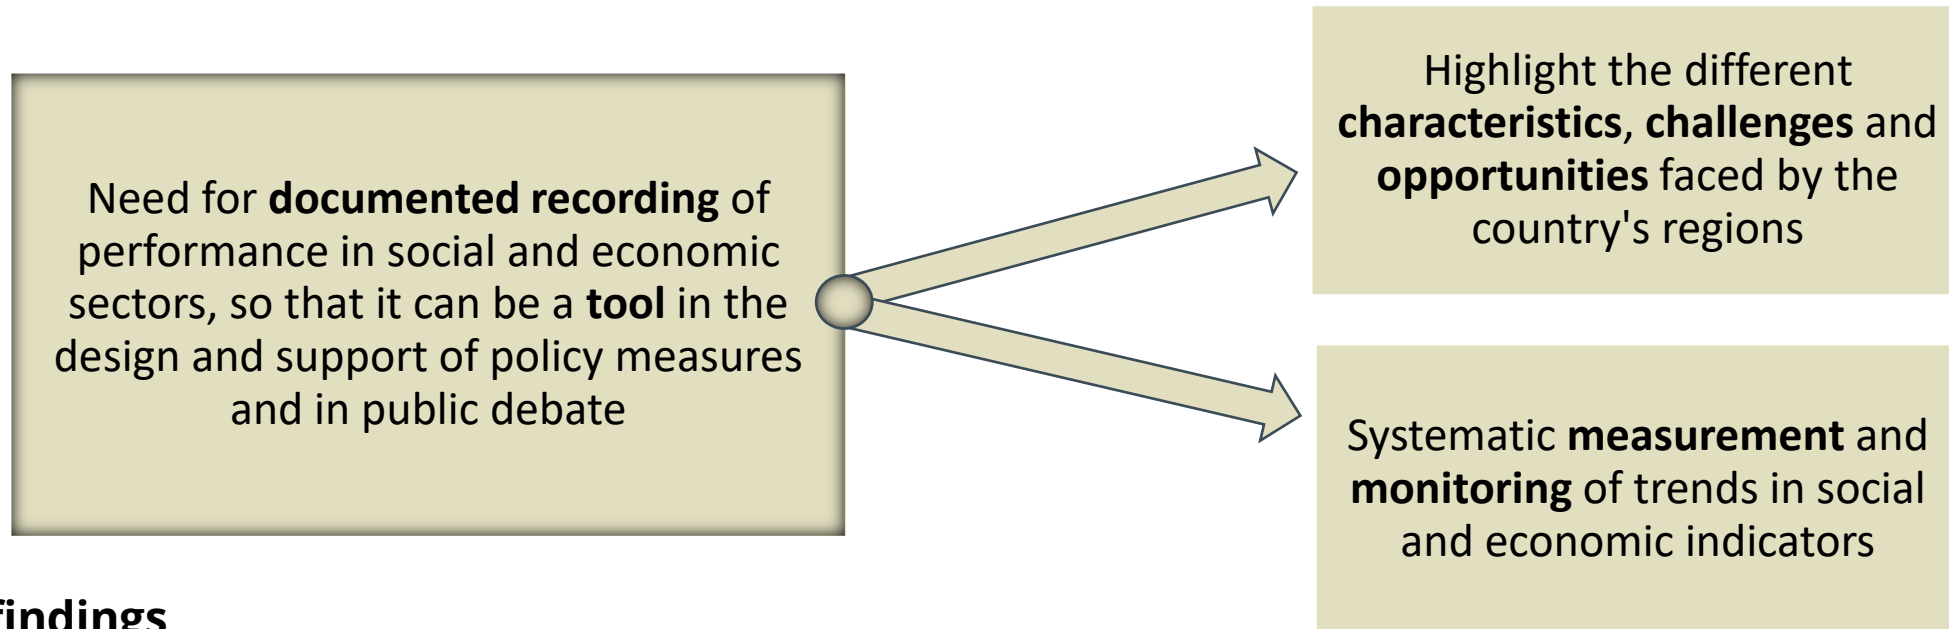 Need for documented recording of
performance in social and economic
sectors, so that it can be a tool in the
design and support of policy measures
and in public debate
Highlight the different
characteristics, challenges and
opportunities faced by the
country's regions
Systematic measurement and
monitoring of trends in social
and economic indicators
findings